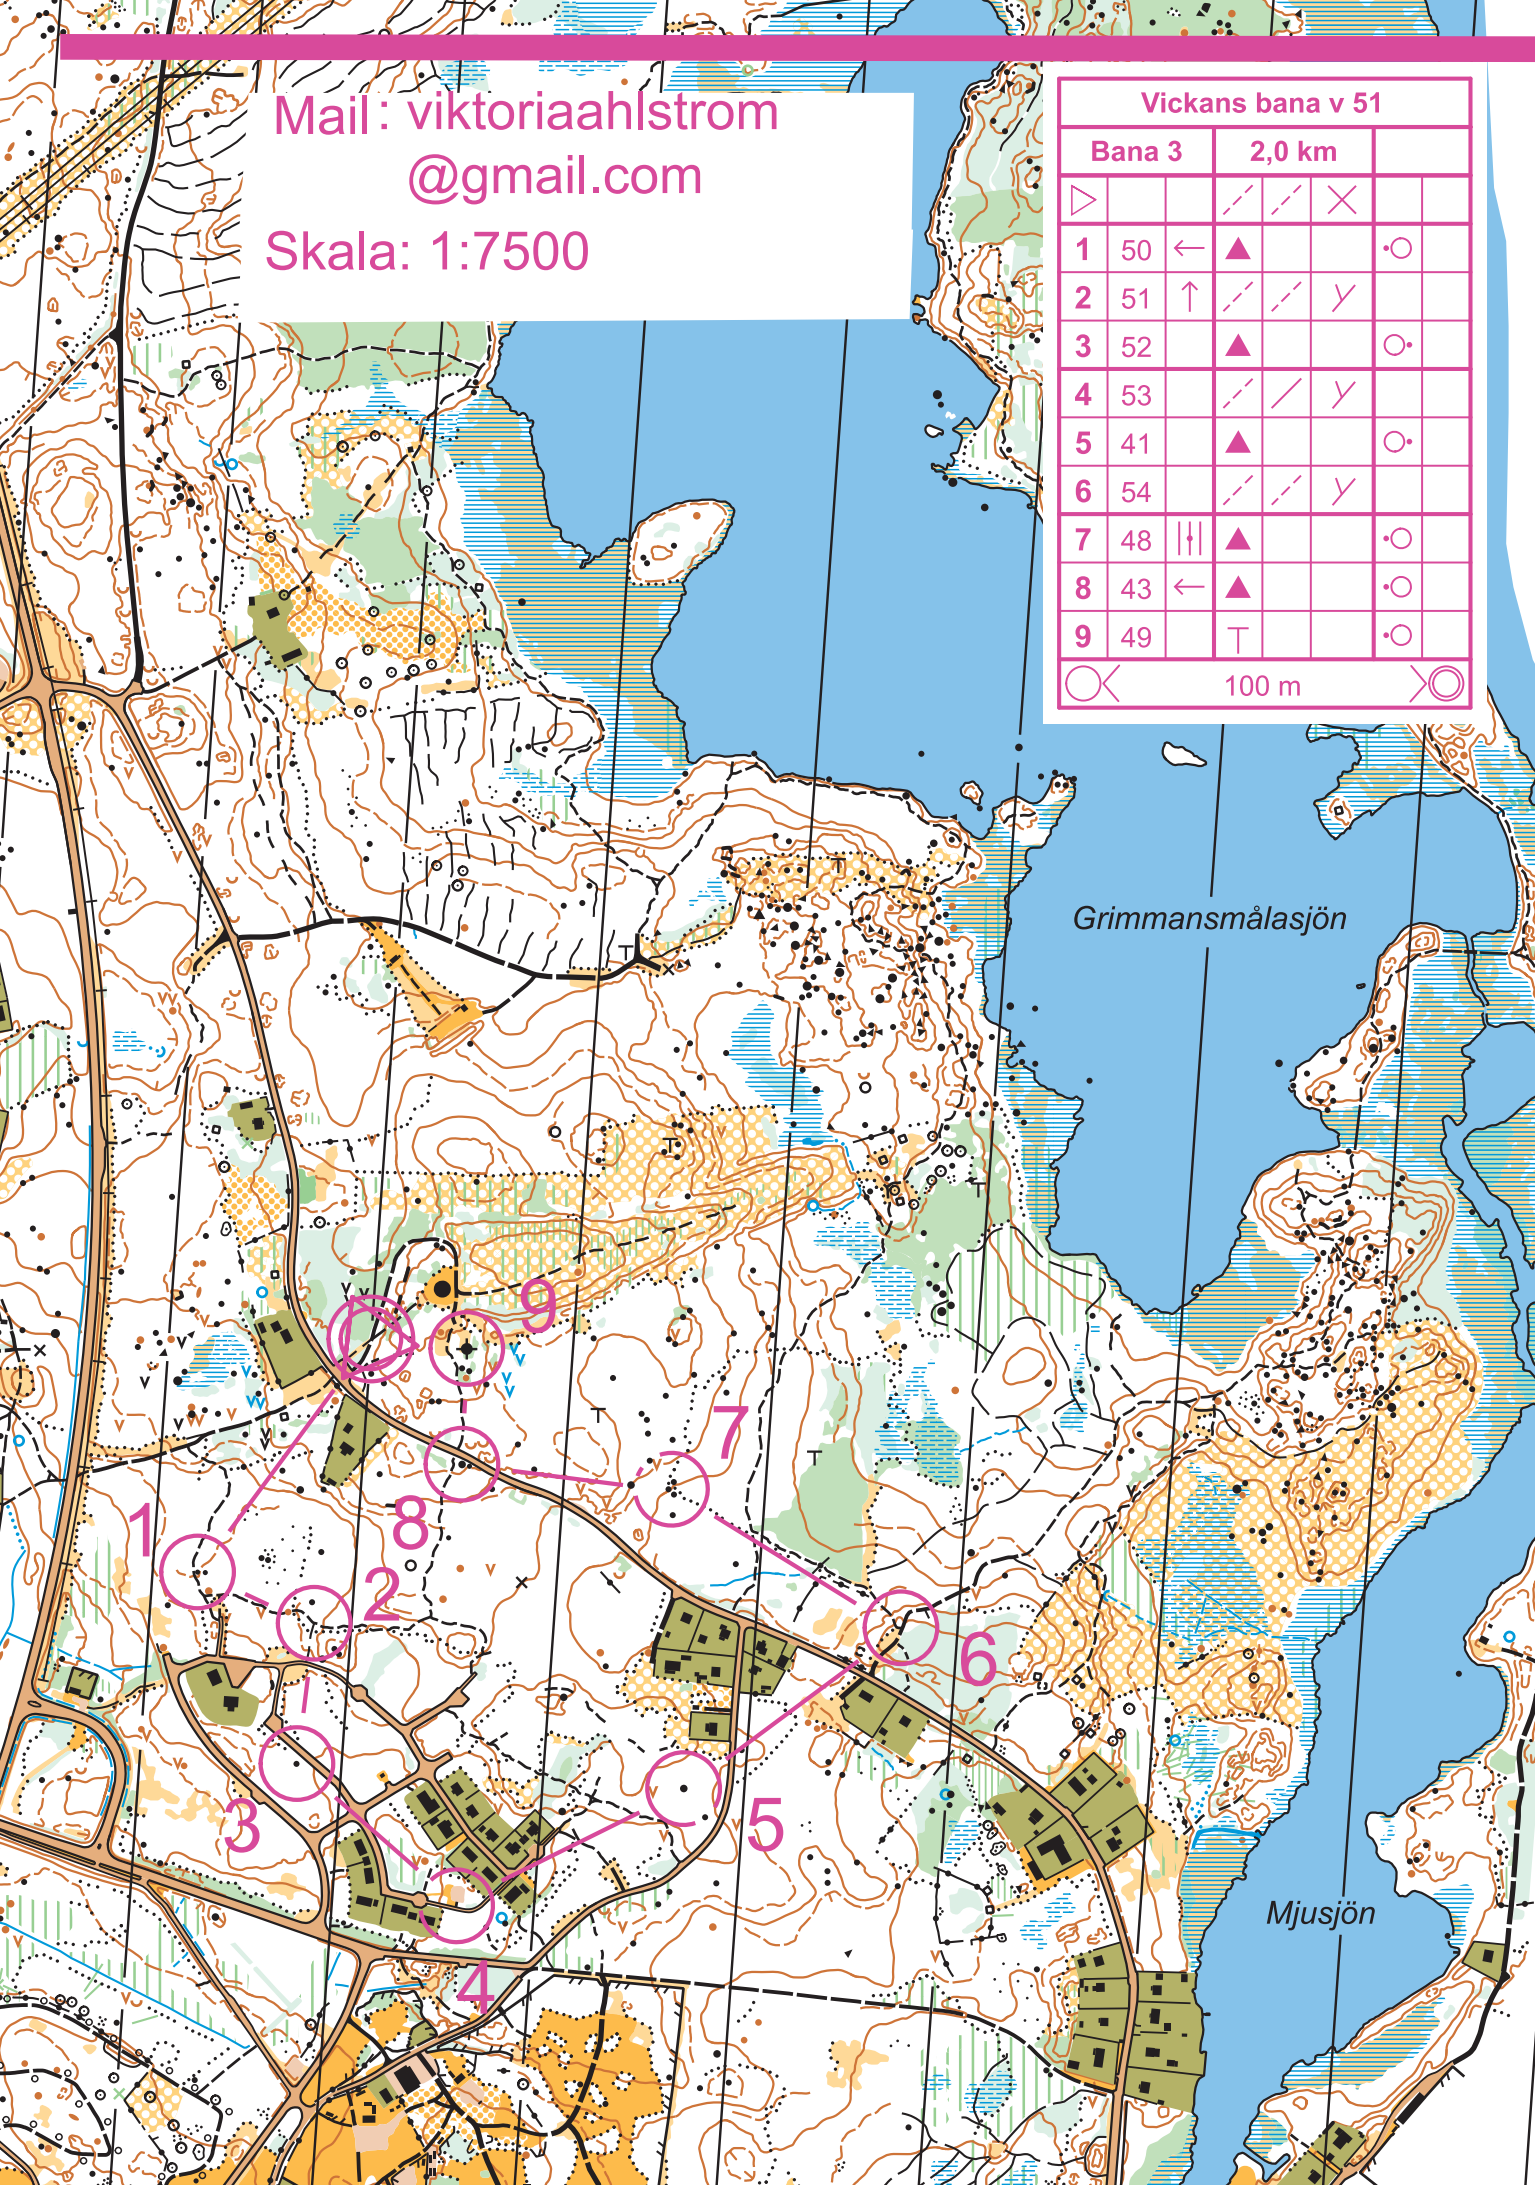 Mail: viktoriaahlstrom
@gmail.com
Skala: 1:7500
Vickans bana v 51
Bana 3 2,0 km
1 50
2 51
3 52
4 53
5 41
6 54
7 48
8 43
9 49
100 m
Grimmansmålasjön
9
7
1
8
2
6
3
5
4
Mjusjön